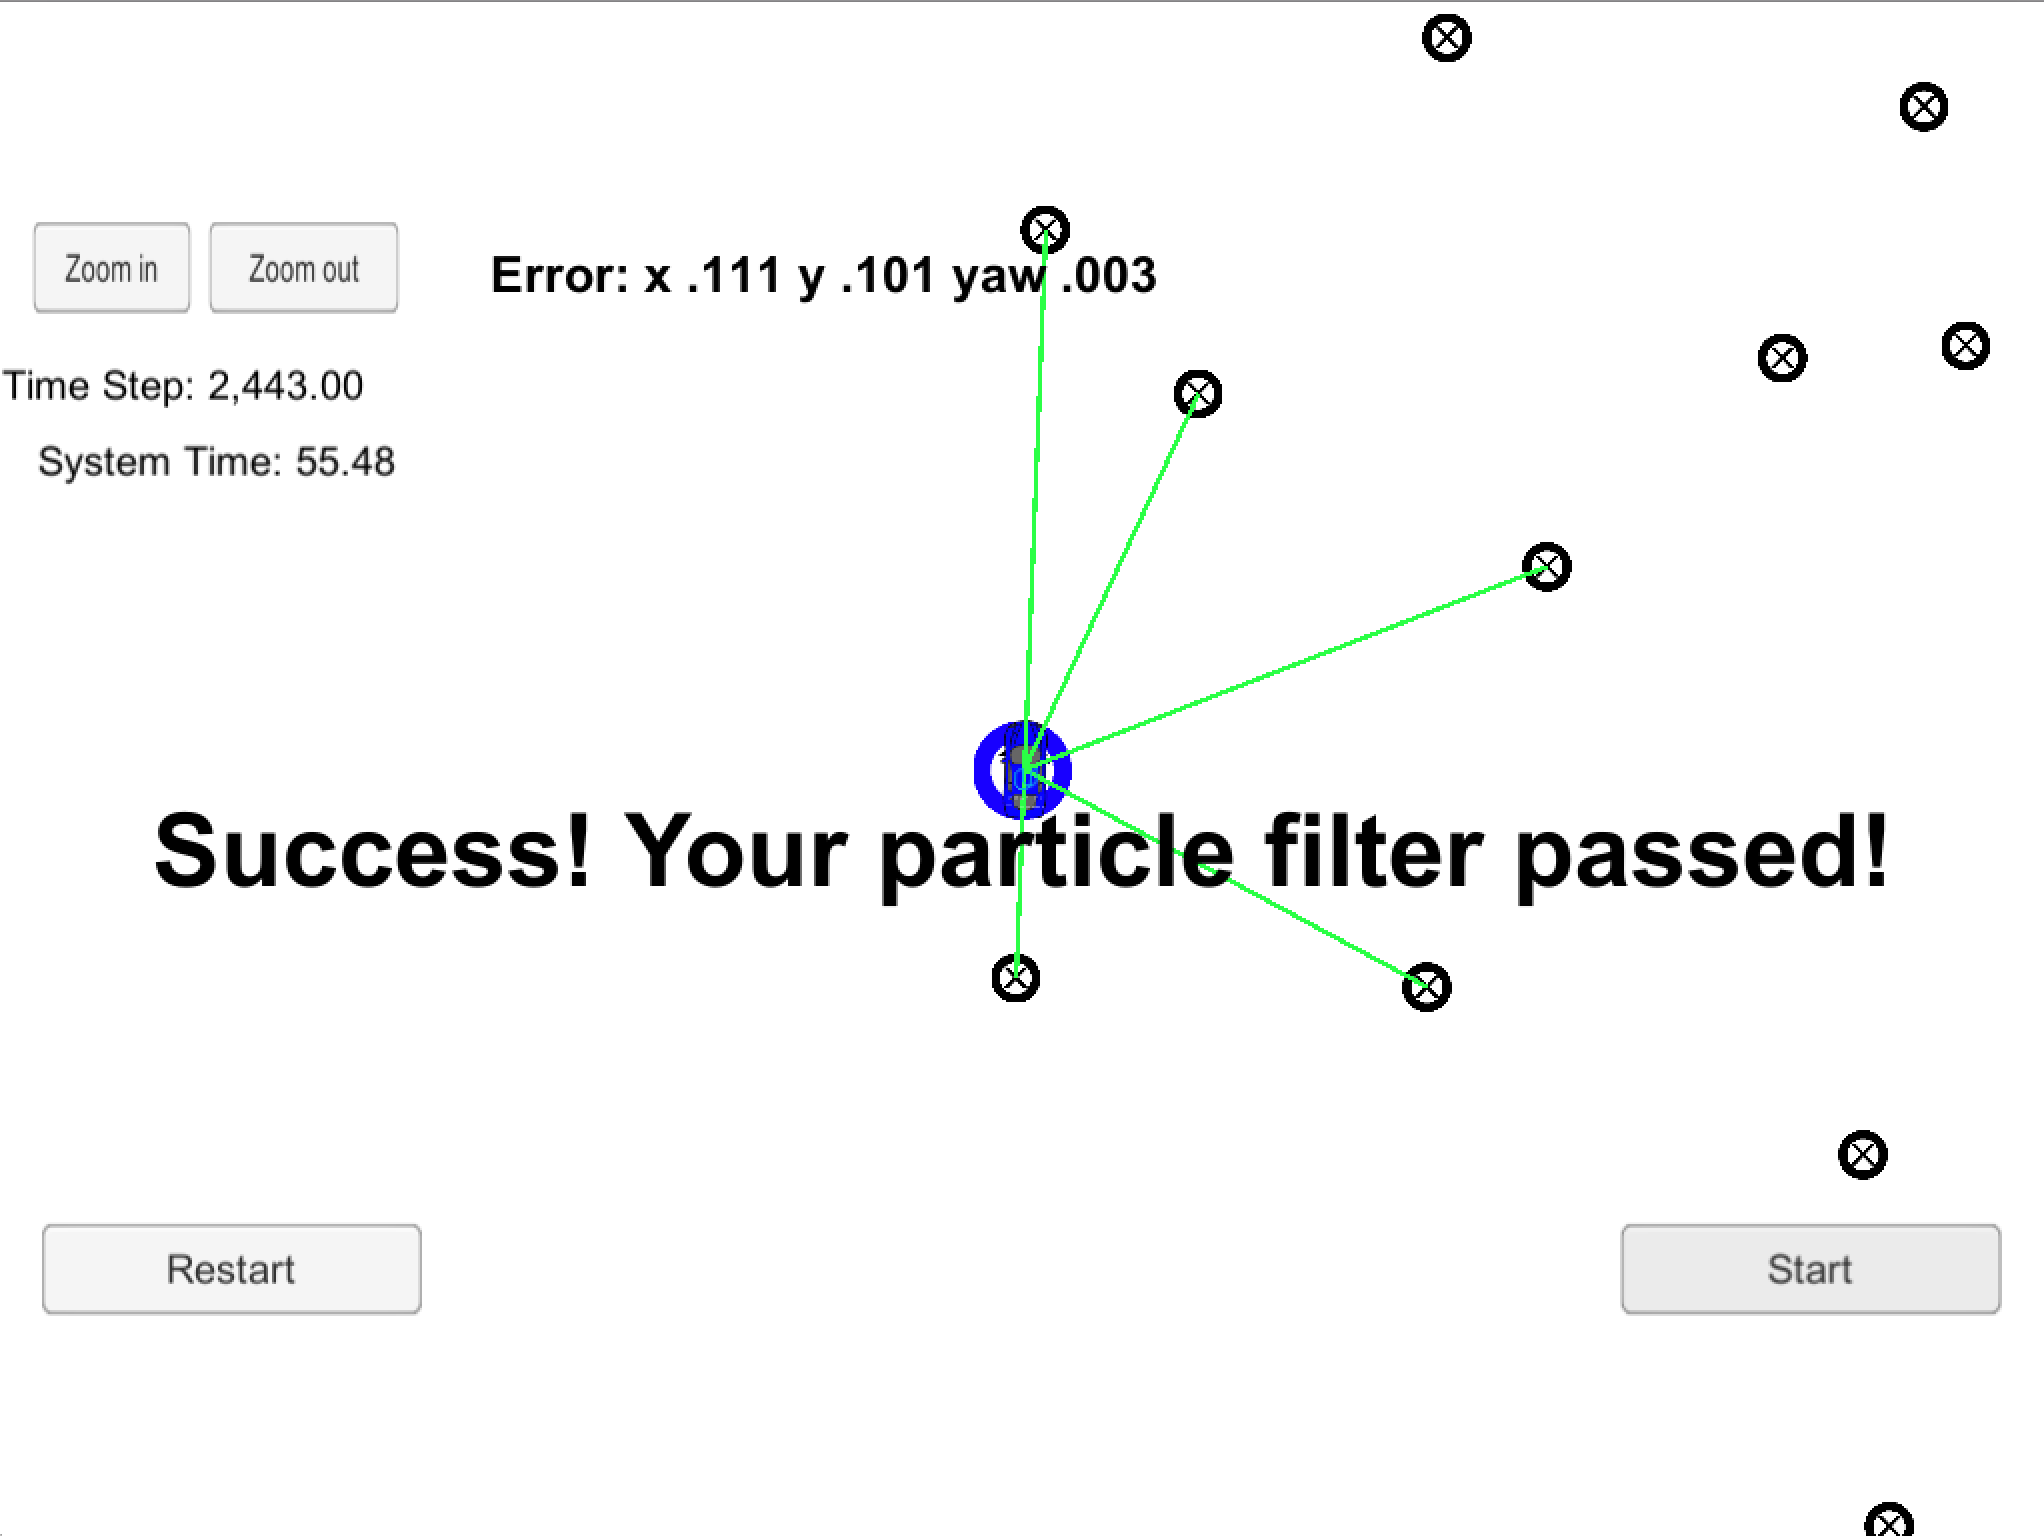 Zoom in
Zoom out
Error: x .111 y .101 yaw .003
Time Step: 2,443.00
System Time: 55.48
Success! Your particle filter passed!
Restart
Start